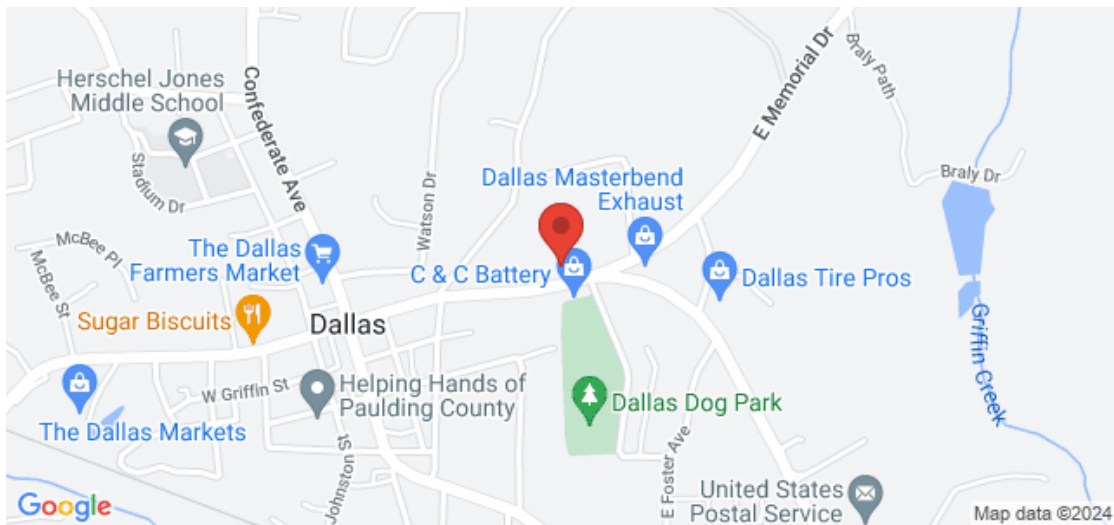 Braly Path
E Memorial Dr
Herschel Jones
Middle School
Confederate Ave
Stadium Dr
Watson Dr
Braly Dr
Dallas Masterbend
Exhaust
McBee Pl
McBee St
The Dallas
Farmers Market
C & C Battery
Dallas Tire Pros
Sugar Biscuits
Dallas
Griffin Creek
W Griffin St
Helping Hands of
Paulding County
Dallas Dog Park
The Dallas Markets
Johnston St
E Foster Ave
United States
Postal Service
Google
Map data ©2024